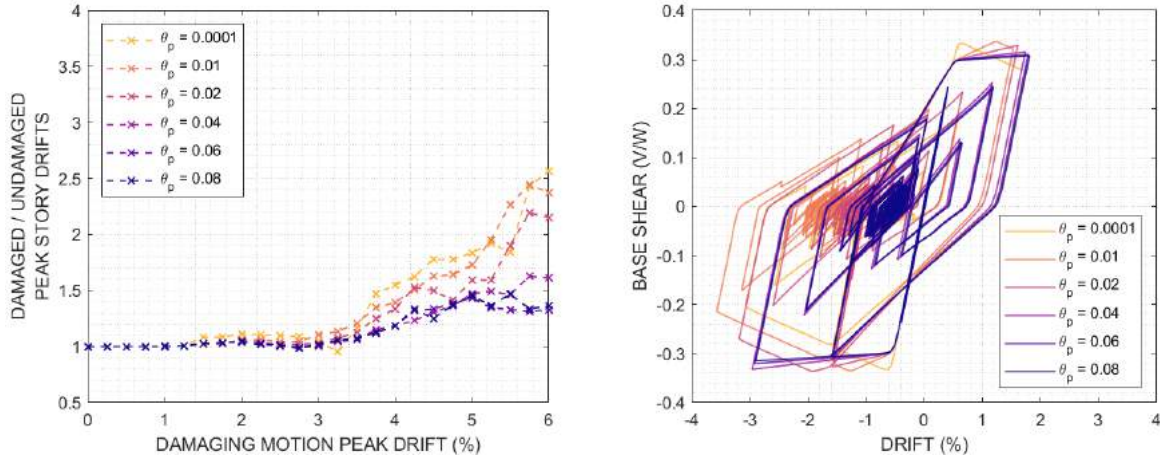 DAMAGED / UNDAMAGED
PEAK STORY DRIFTS
4
3.5
3
2.5
2
1.5
1
0.5
θp = 0.0001
θp = 0.01
θp = 0.02
θp = 0.04
θp = 0.06
θp = 0.08
0 1 2 3 4 5 6
DAMAGING MOTION PEAK DRIFT (%)
BASE SHEAR (V/W)
0.4
0.3
0.2
0.1
0
-0.1
-0.2
-0.3
-0.4
θp = 0.0001
θp = 0.01
θp = 0.02
θp = 0.04
θp = 0.06
θp = 0.08
-4 -3 -2 -1 0 1 2 3 4
DRIFT (%)